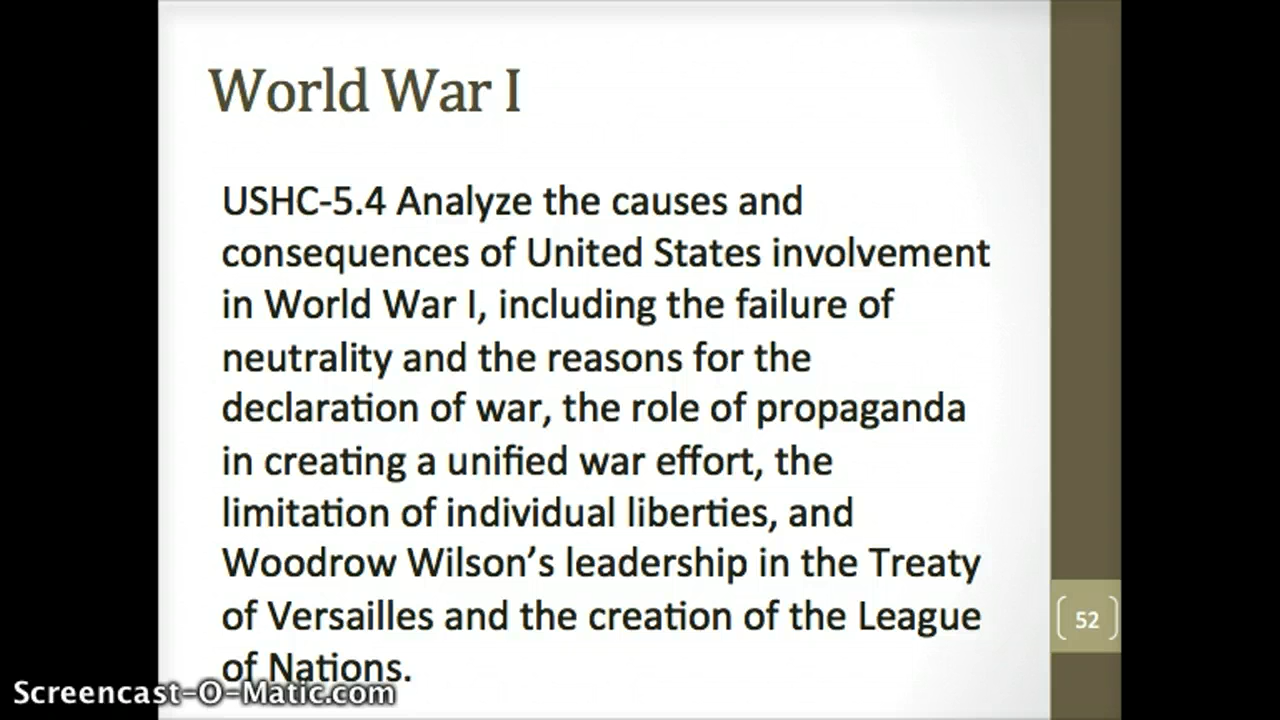 World War I
USHC-5.4 Analyze the causes and
consequences of United States involvement
in World War I, including the failure of
neutrality and the reasons for the
declaration of war, the role of propaganda
in creating a unified war effort, the
limitation of individual liberties, and
Woodrow Wilson's leadership in the Treaty
of Versailles and the creation of the League
of Nations.
52
Screencast-O-Matic.com